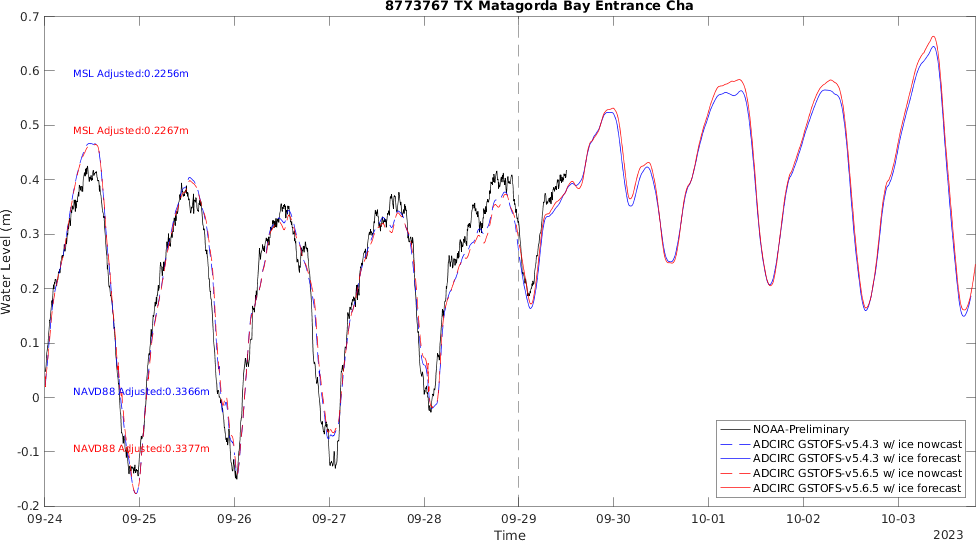 8773767 TX Matagorda Bay Entrance Cha
0.7
0.6
0.5
0.4
0.3
0.2
0.1
0
-0.1
-0.2
Water Level (m)
MSL Adjusted:0.2256m
MSL Adjusted:0.2267m
NAVD88 Adjusted:0.3366m
NAVD88 Adjusted:0.3377m
NOAA-Preliminary
ADCIRC GSTOFS-v5.4.3 w/ ice nowcast
ADCIRC GSTOFS-v5.4.3 w/ ice forecast
ADCIRC GSTOFS-v5.6.5 w/ ice nowcast
ADCIRC GSTOFS-v5.6.5 w/ ice forecast
09-24 09-25 09-26 09-27 09-28 09-29 09-30 10-01 10-02 10-03
Time
2023